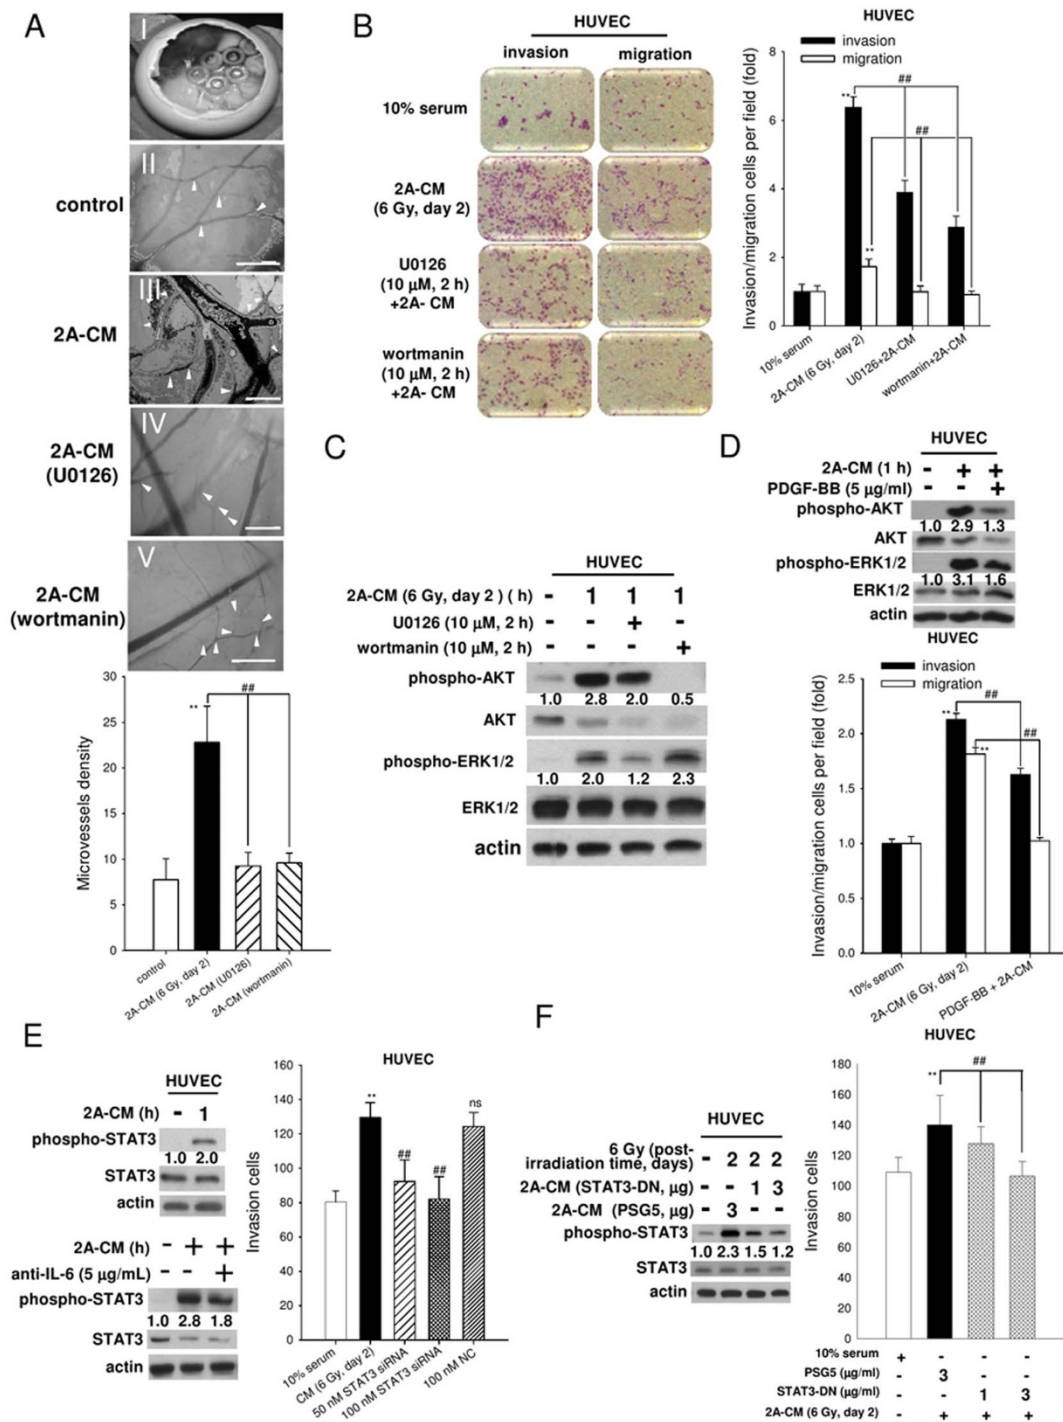 A
I
II
control
III
2A-CM
IV
2A-CM
(U0126)
V
2A-CM
(wortmanin)
Microvessels density
30
25
20
15
10
5
0
**
##
control
2A-CM (6 Gy, day 2)
2A-CM (U0126)
2A-CM (wortmanin)
B
HUVEC
invasion migration
10% serum
2A-CM
(6 Gy, day 2)
U0126
(10 μM, 2 h)
+2A- CM
wortmanin
(10 μM, 2 h)
+2A- CM
HUVEC
invasion
migration
Invasion/migration cells per field (fold)
8
6
4
2
0
**
##
**
##
10% serum
2A-CM (6 Gy, day 2)
U0126+2A-CM
wortmanin+2A-CM
C
HUVEC
2A-CM (6 Gy, day 2 ) ( h) - 1 1 1
U0126 (10 μM, 2 h) - - + -
wortmanin (10 μM, 2 h) - - - +
phospho-AKT
1.0 2.8 2.0 0.5
AKT
phospho-ERK1/2
1.0 2.0 1.2 2.3
ERK1/2
actin
D
HUVEC
2A-CM (1 h) - + +
PDGF-BB (5 μg/ml) - - +
phospho-AKT
1.0 2.9 1.3
AKT
phospho-ERK1/2
1.0 3.1 1.6
ERK1/2
actin
HUVEC
invasion
migration
Invasion/migration cells per field (fold)
2.5
2.0
1.5
1.0
0.5
0.0
**
##
**
##
10% serum
2A-CM (6 Gy, day 2)
PDGF-BB + 2A-CM
E
HUVEC
2A-CM (h) - 1
phospho-STAT3
1.0 2.0
STAT3
actin
2A-CM (h) - + +
anti-IL-6 (5 μg/mL) - - +
phospho-STAT3
1.0 2.8 1.8
STAT3
actin
HUVEC
Invasion cells
160
140
120
100
80
60
40
20
0
**
##
##
ns
10% serum
CM (6 Gy, day 2)
50 nM STAT3 siRNA
100 nM STAT3 siRNA
100 nM NC
F
HUVEC
6 Gy (post-
irradiation time, days) - 2 2 2
2A-CM (STAT3-DN, μg) - - 1 3
2A-CM (PSG5, μg) - 3 - -
phospho-STAT3
1.0 2.3 1.5 1.2
STAT3
actin
HUVEC
Invasion cells
180
160
140
120
100
80
60
40
20
0
**
##
10% serum + - - -
PSG5 (μg/ml) - 3 - -
STAT3-DN (μg/ml) - - 1 3
2A-CM (6 Gy, day 2) - + + +